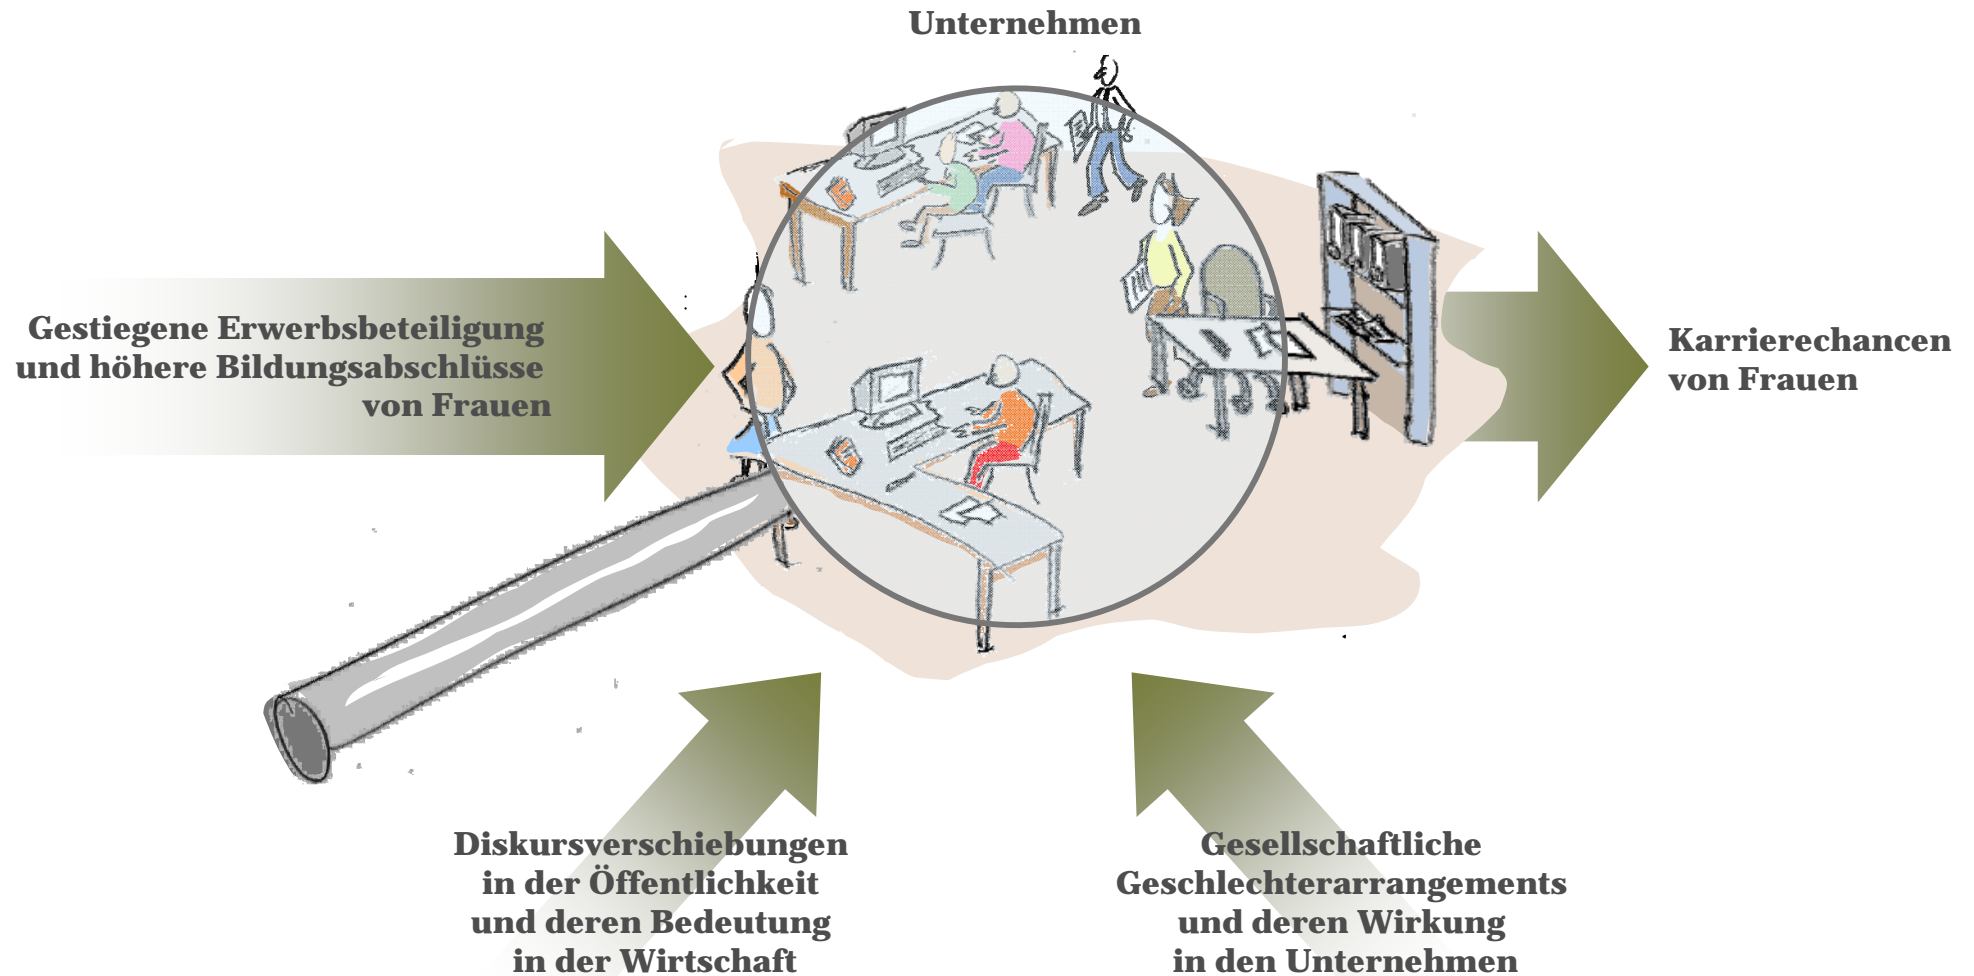 Unternehmen
Gestiegene Erwerbsbeteiligung
und höhere Bildungsabschlüsse
von Frauen
Karrierechancen
von Frauen
Diskursverschiebungen
in der Öffentlichkeit
und deren Bedeutung
in der Wirtschaft
Gesellschaftliche
Geschlechterarrangements
und deren Wirkung
in den Unternehmen